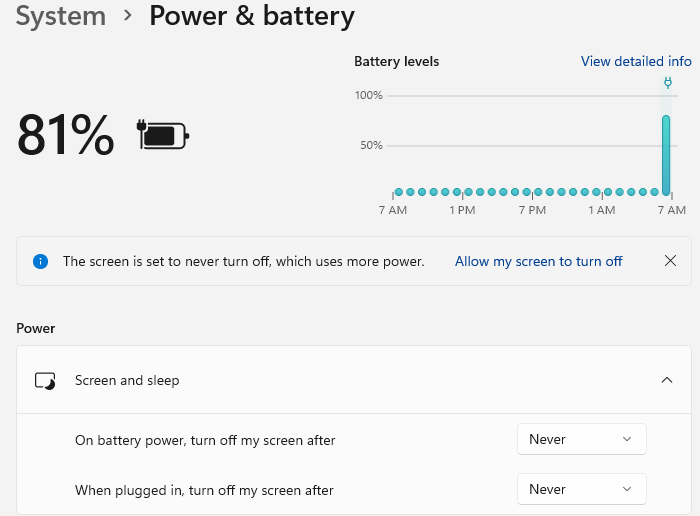 System > Power & battery
Battery levels
View detailed info
81%
100%
50%
7 AM 1 PM 7 PM 1 AM 7 AM
The screen is set to never turn off, which uses more power. Allow my screen to turn off
Power
Screen and sleep
On battery power, turn off my screen after Never
When plugged in, turn off my screen after Never